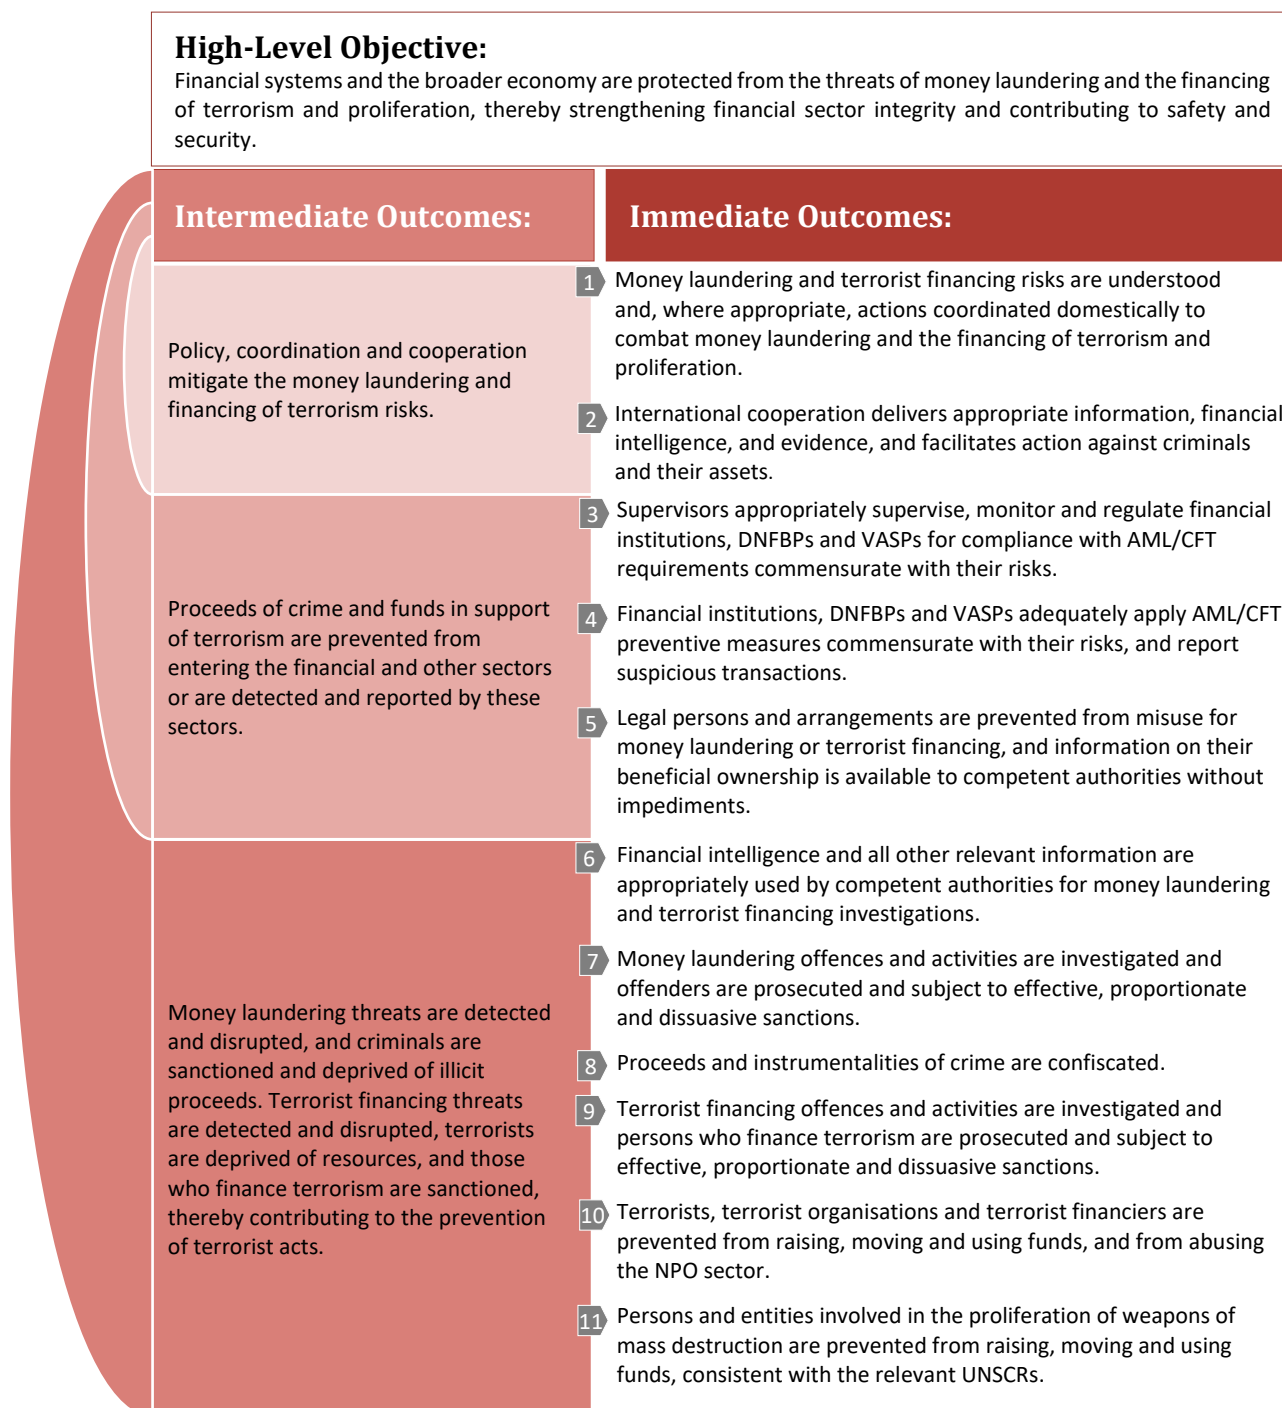 High-Level Objective:
Financial systems and the broader economy are protected from the threats of money laundering and the financing
of terrorism and proliferation, thereby strengthening financial sector integrity and contributing to safety and
security.
Intermediate Outcomes:
Immediate Outcomes:
Policy, coordination and cooperation
mitigate the money laundering and
financing of terrorism risks.
1 Money laundering and terrorist financing risks are understood
and, where appropriate, actions coordinated domestically to
combat money laundering and the financing of terrorism and
proliferation.
2 International cooperation delivers appropriate information, financial
intelligence, and evidence, and facilitates action against criminals
and their assets.
Proceeds of crime and funds in support
of terrorism are prevented from
entering the financial and other sectors
or are detected and reported by these
sectors.
3 Supervisors appropriately supervise, monitor and regulate financial
institutions, DNFBPs and VASPs for compliance with AML/CFT
requirements commensurate with their risks.
4 Financial institutions, DNFBPs and VASPs adequately apply AML/CFT
preventive measures commensurate with their risks, and report
suspicious transactions.
5 Legal persons and arrangements are prevented from misuse for
money laundering or terrorist financing, and information on their
beneficial ownership is available to competent authorities without
impediments.
Money laundering threats are detected
and disrupted, and criminals are
sanctioned and deprived of illicit
proceeds. Terrorist financing threats
are detected and disrupted, terrorists
are deprived of resources, and those
who finance terrorism are sanctioned,
thereby contributing to the prevention
of terrorist acts.
6 Financial intelligence and all other relevant information are
appropriately used by competent authorities for money laundering
and terrorist financing investigations.
7 Money laundering offences and activities are investigated and
offenders are prosecuted and subject to effective, proportionate
and dissuasive sanctions.
8 Proceeds and instrumentalities of crime are confiscated.
9 Terrorist financing offences and activities are investigated and
persons who finance terrorism are prosecuted and subject to
effective, proportionate and dissuasive sanctions.
10 Terrorists, terrorist organisations and terrorist financiers are
prevented from raising, moving and using funds, and from abusing
the NPO sector.
11 Persons and entities involved in the proliferation of weapons of
mass destruction are prevented from raising, moving and using
funds, consistent with the relevant UNSCRs.